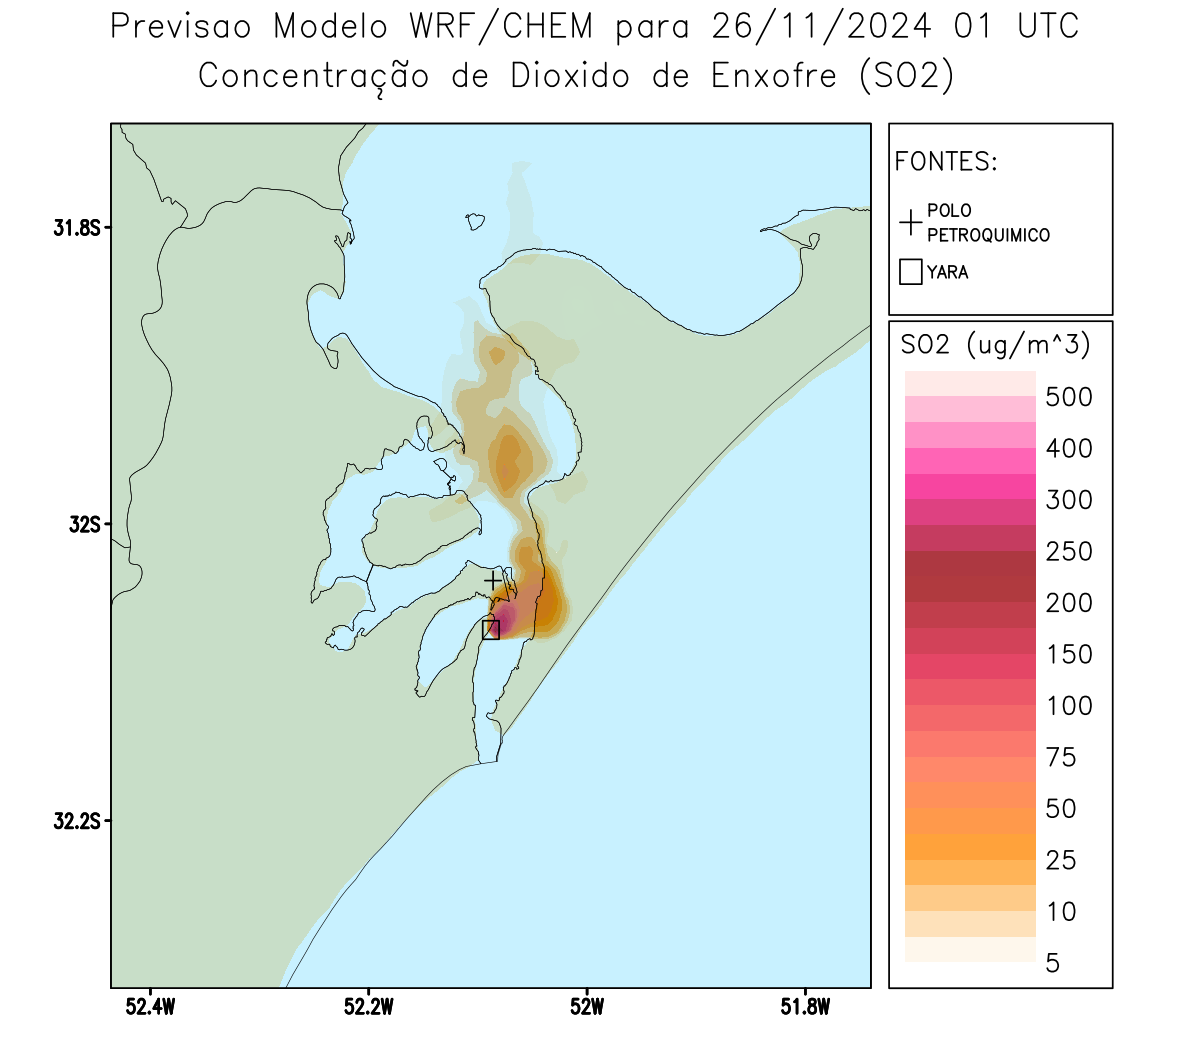 Previsao Modelo WRF/CHEM para 26/11/2024 01 UTC
Concentração de Dioxido de Enxofre (SO2)
FONTES:
POLO
PETROQUIMICO
YARA
SO2 (ug/m^3)
500
400
300
250
200
150
100
75
50
25
10
5
31.8S
32S
32.2S
52.4W
52.2W
52W
51.8W